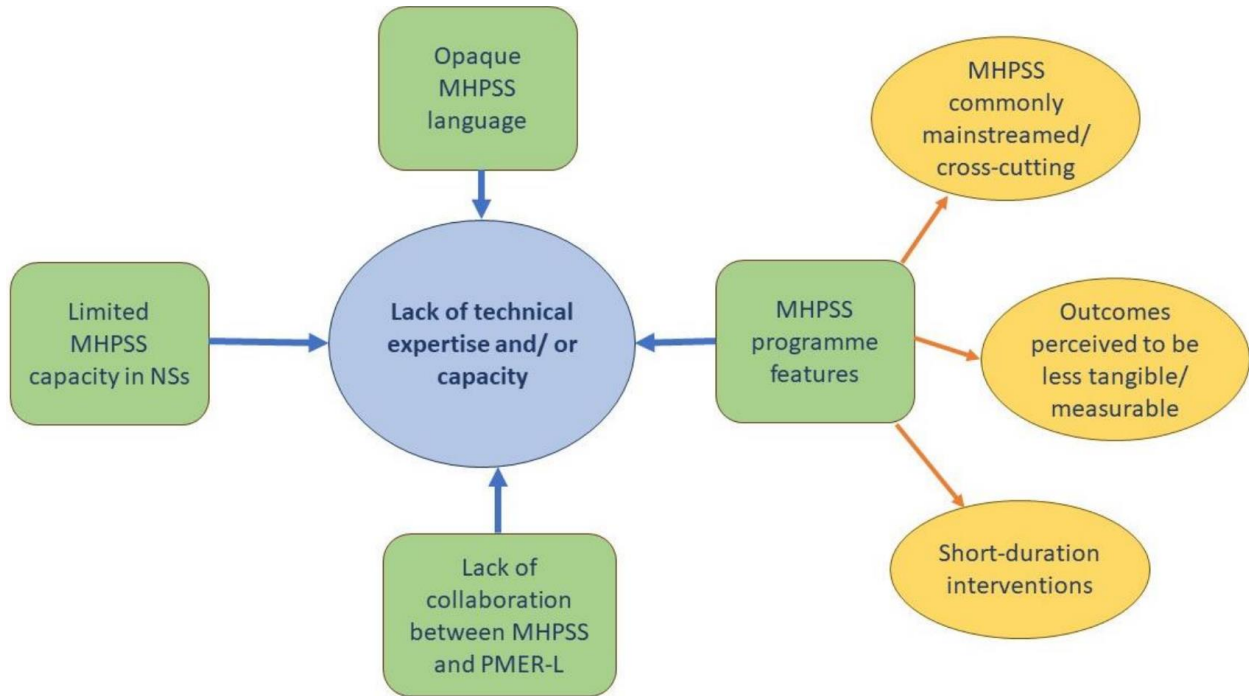 Opaque
MHPSS
language
MHPSS
commonly
mainstreamed/
cross-cutting
Limited
MHPSS
capacity in NSs
Lack of technical
expertise and/ or
capacity
MHPSS
programme
features
Outcomes
perceived to be
less tangible/
measurable
Lack of
collaboration
between MHPSS
and PMER-L
Short-duration
interventions